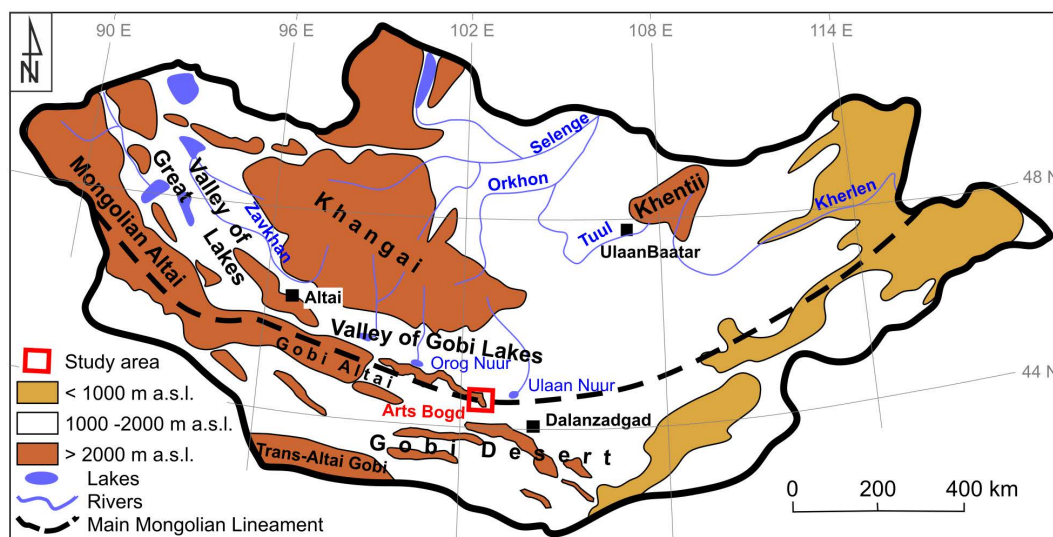 90 E
96 E
102 E
108 E
114 E
N
48 N
44 N
Selenge
Orkhon
Tuul
Kherlen
Zavkhan
Khentii
Khangai
Mongolian Altai
Great
Valley of
Lakes
UlaanBaatar
Altai
Valley of Gobi Lakes
Gobi Altai
Orog Nuur
Ulaan Nuur
Arts Bogd
Dalanzadgad
Gobi Desert
Trans-Altai Gobi
Study area
< 1000 m a.s.l.
1000 -2000 m a.s.l.
> 2000 m a.s.l.
Lakes
Rivers
Main Mongolian Lineament
0 200 400 km